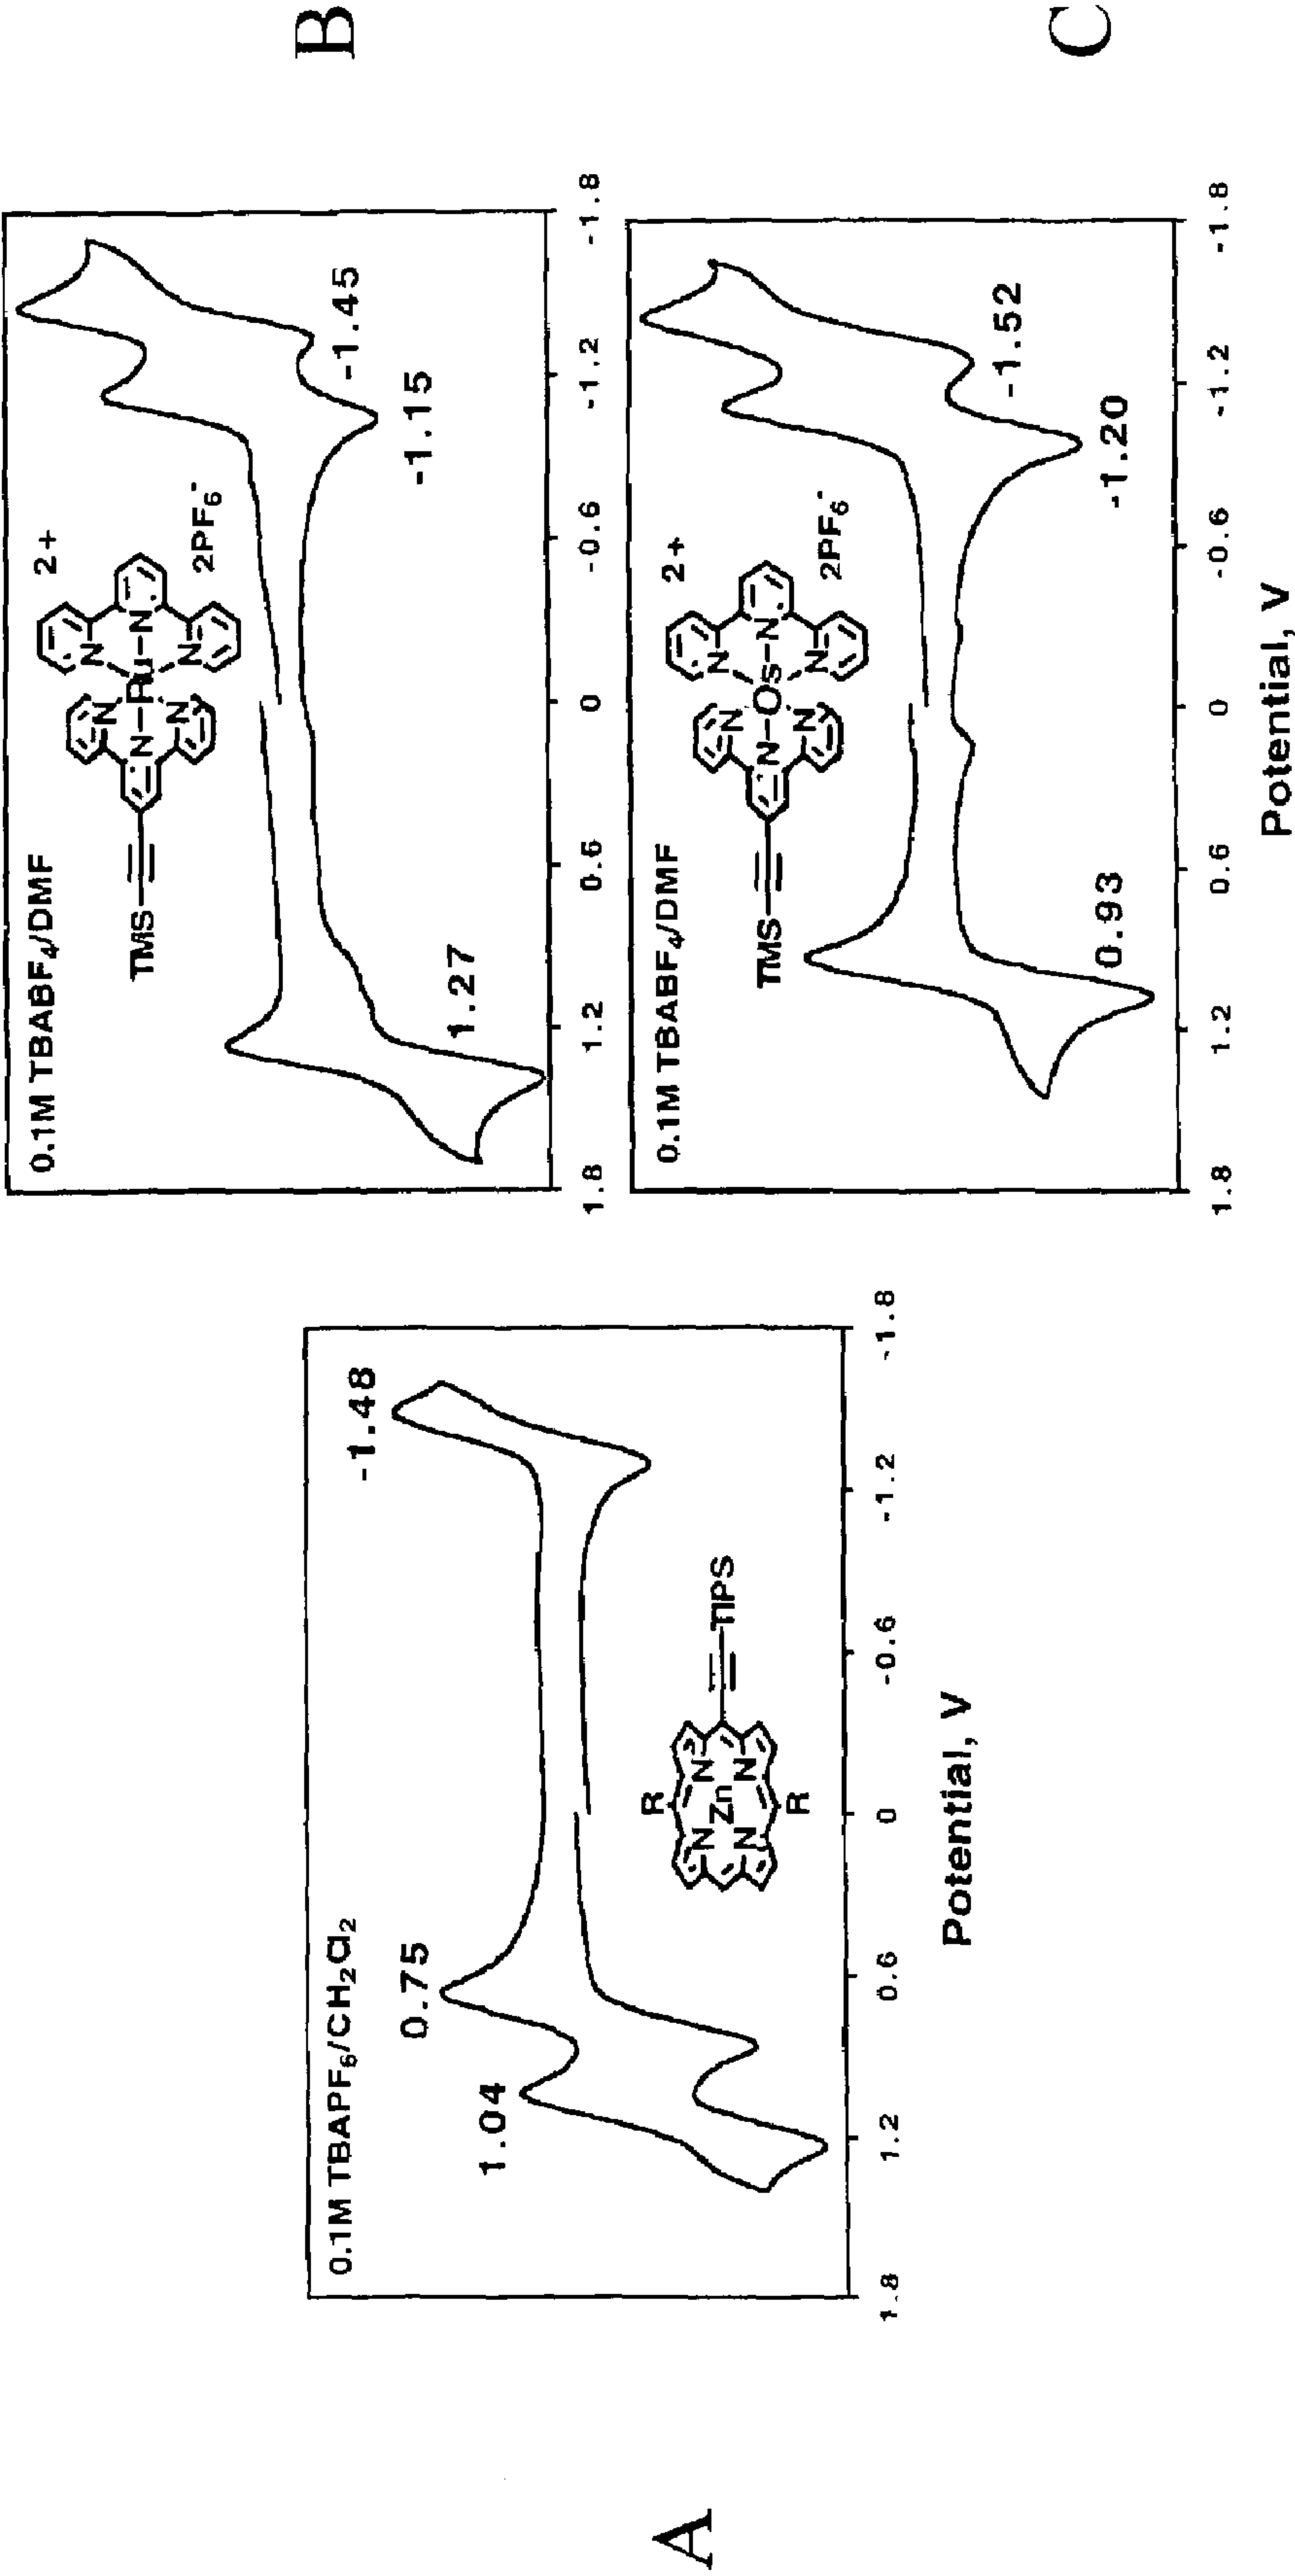 A
0.1M TBAPF6/CH2Cl2
1.04
0.75
-1.48
R
N
N
Zn
N
N
R
TIPS
1.8
1.2
0.6
0
-0.6
-1.2
-1.8
Potential, V
B
0.1M TBABF4/DMF
TMS
N
N
N
Ru
N
N
N
2+
2PF6-
1.27
-1.15
-1.45
1.8
1.2
0.6
0
-0.6
-1.2
-1.8
C
0.1M TBABF4/DMF
TMS
N
N
N
Os
N
N
N
2+
2PF6-
0.93
-1.20
-1.52
1.8
1.2
0.6
0
-0.6
-1.2
-1.8
Potential, V